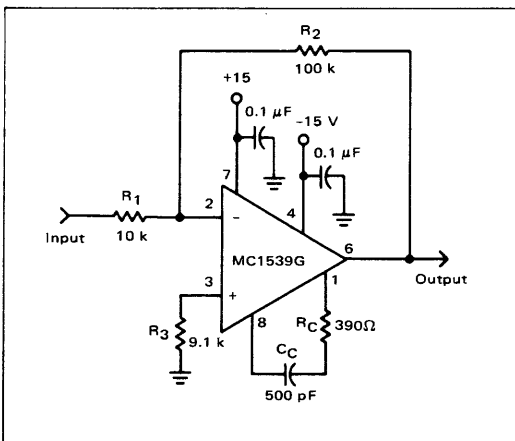 R2
100 k
+15
0.1 µF
-15 V
0.1 µF
7
R1
2
−
4
Input
10 k
MC1539G
6
Output
3
+
1
R3
9.1 k
8
RC
390Ω
CC
500 pF